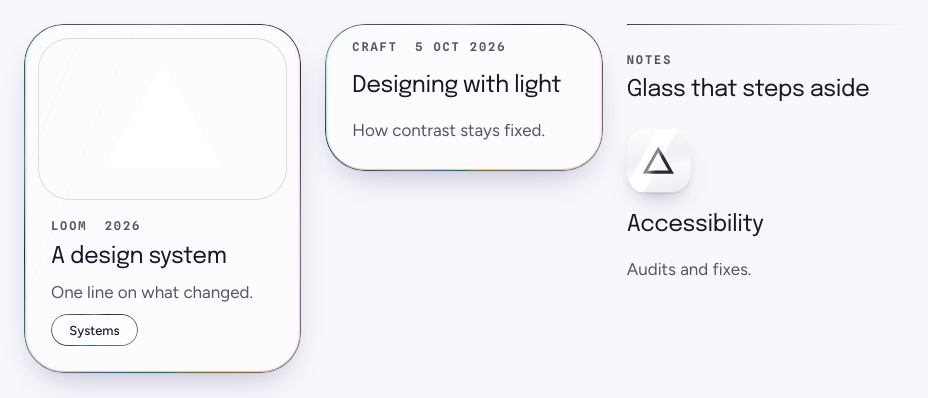 LOOM 2026
A design system
One line on what changed.
Systems
CRAFT 5 OCT 2026
Designing with light
How contrast stays fixed.
NOTES
Glass that steps aside
Accessibility
Audits and fixes.